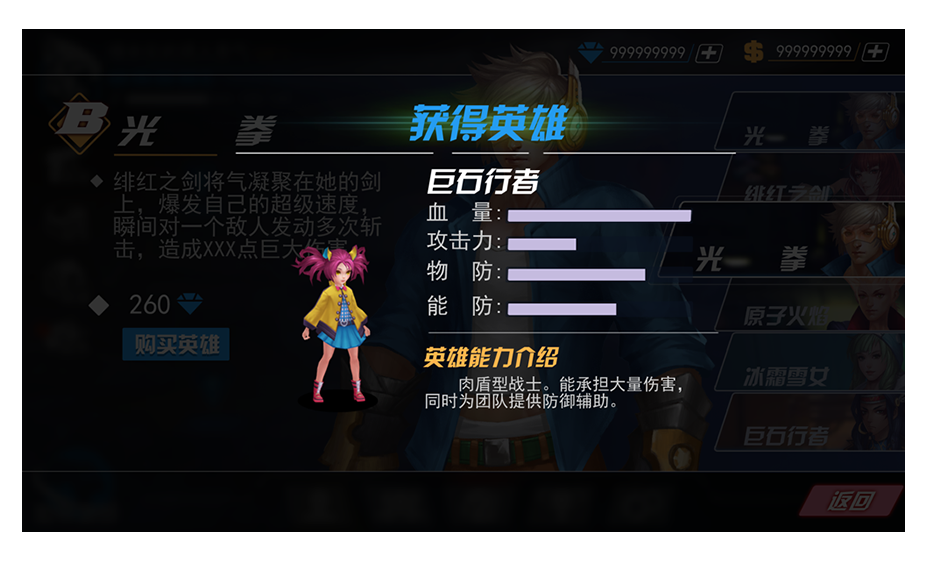 999999999
999999999
B
光 拳
获得英雄
绯红之剑将气凝聚在她的剑
上，爆发自己的超级速度，
瞬间对一个敌人发动多次斩
击，造成XXX点巨大伤害
260
购买英雄
巨石行者
血 量:
攻击力:
物 防:
能 防:
英雄能力介绍
肉盾型战士。能承担大量伤害，
同时为团队提供防御辅助。
光 拳
绯红之剑
光 拳
原子火焰
冰霜雪女
巨石行者
返回